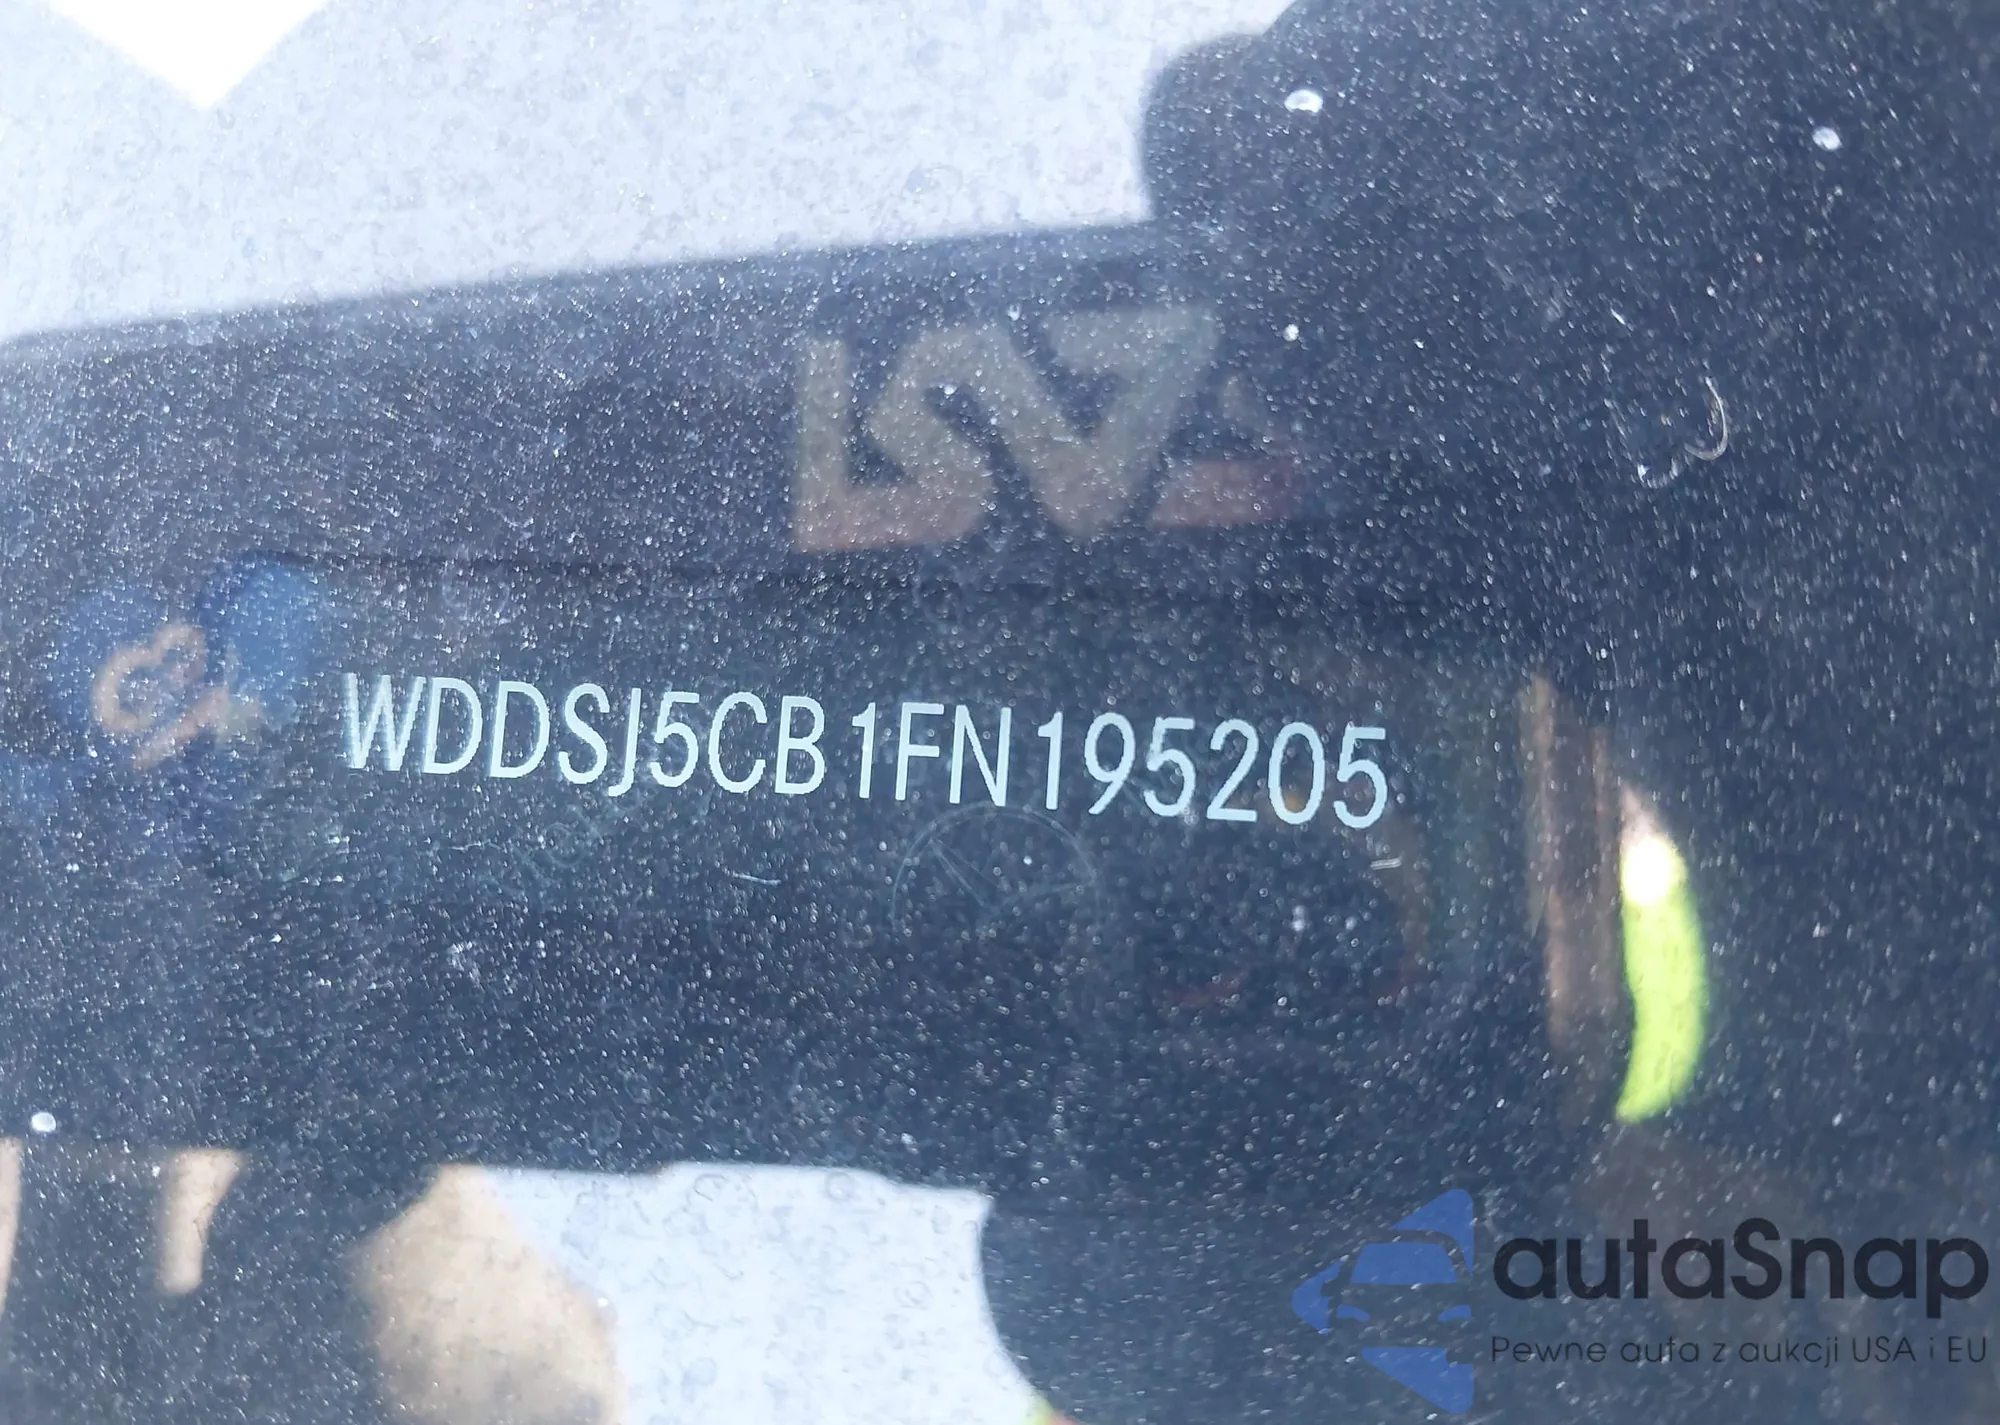 WDDSJ5CB1FN195205
autaSnap
Pewne auta z aukcji USA i EU